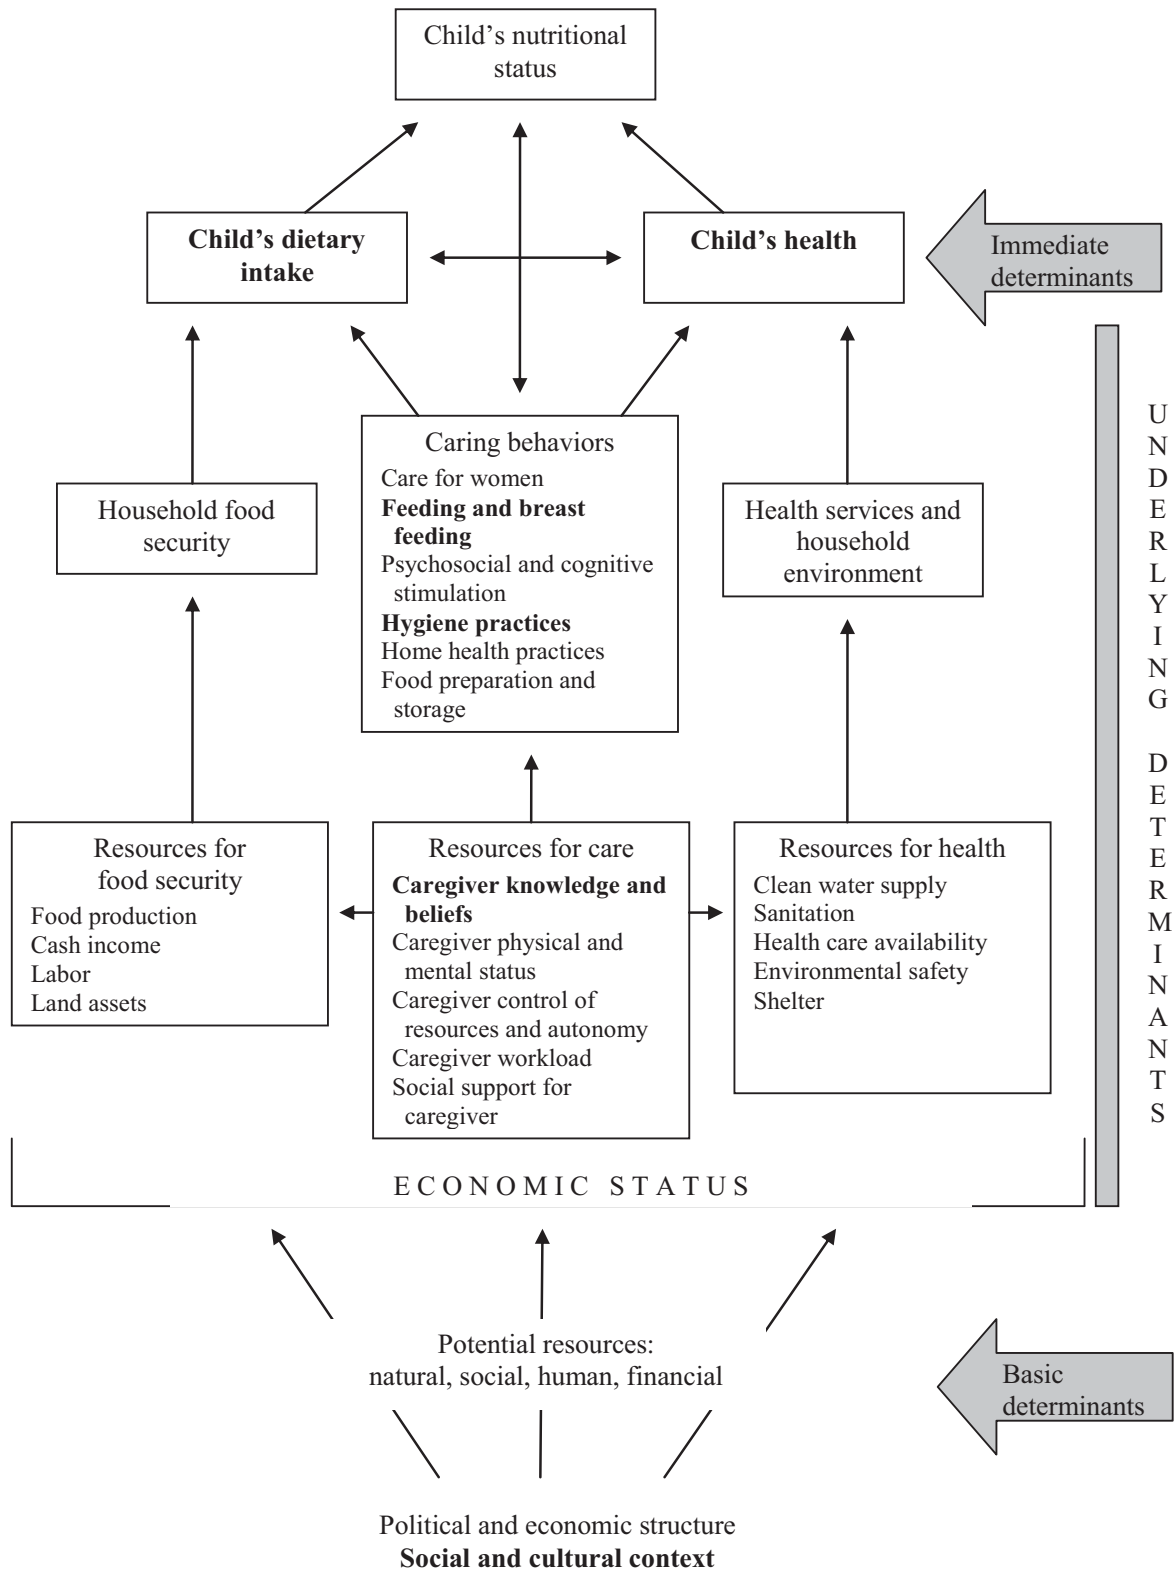 Child's nutritional
status
Child's dietary
intake
Child's health
Immediate
determinants
Caring behaviors
Care for women
Feeding and breast
feeding
Psychosocial and cognitive
stimulation
Hygiene practices
Home health practices
Food preparation and
storage
Household food
security
Health services and
household
environment
UNDERLYING
DETERMINANTS
Resources for
food security
Food production
Cash income
Labor
Land assets
Resources for care
Caregiver knowledge and
beliefs
Caregiver physical and
mental status
Caregiver control of
resources and autonomy
Caregiver workload
Social support for
caregiver
Resources for health
Clean water supply
Sanitation
Health care availability
Environmental safety
Shelter
ECONOMIC STATUS
Potential resources:
natural, social, human, financial
Basic
determinants
Political and economic structure
Social and cultural context